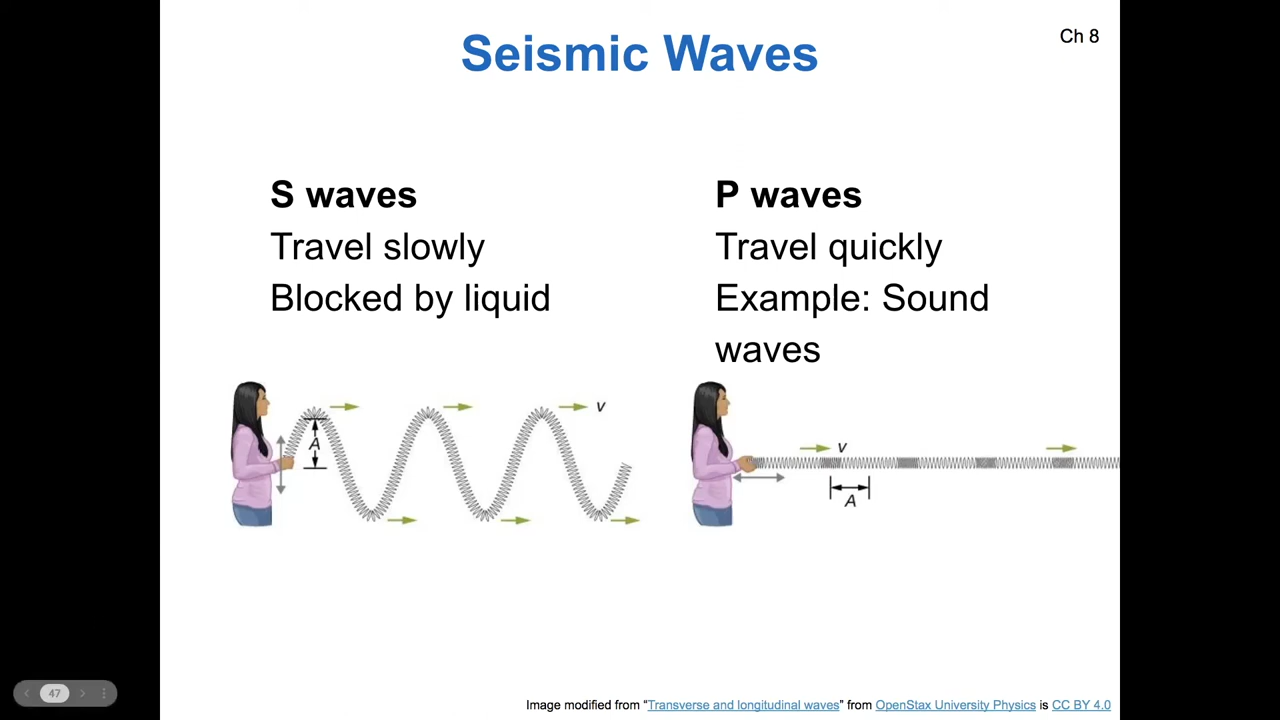 Seismic Waves
Ch 8
S waves
Travel slowly
Blocked by liquid
P waves
Travel quickly
Example: Sound
waves
A
v
v
A
47
Image modified from “Transverse and longitudinal waves” from OpenStax University Physics is CC BY 4.0